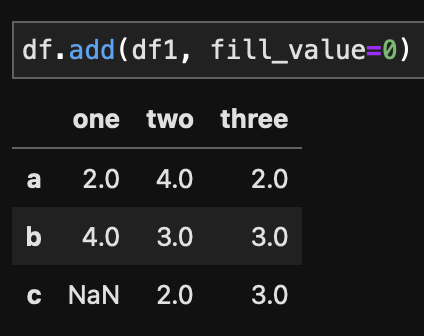 df.add(df1, fill_value=0)
one two three
a 2.0 4.0 2.0
b 4.0 3.0 3.0
c NaN 2.0 3.0